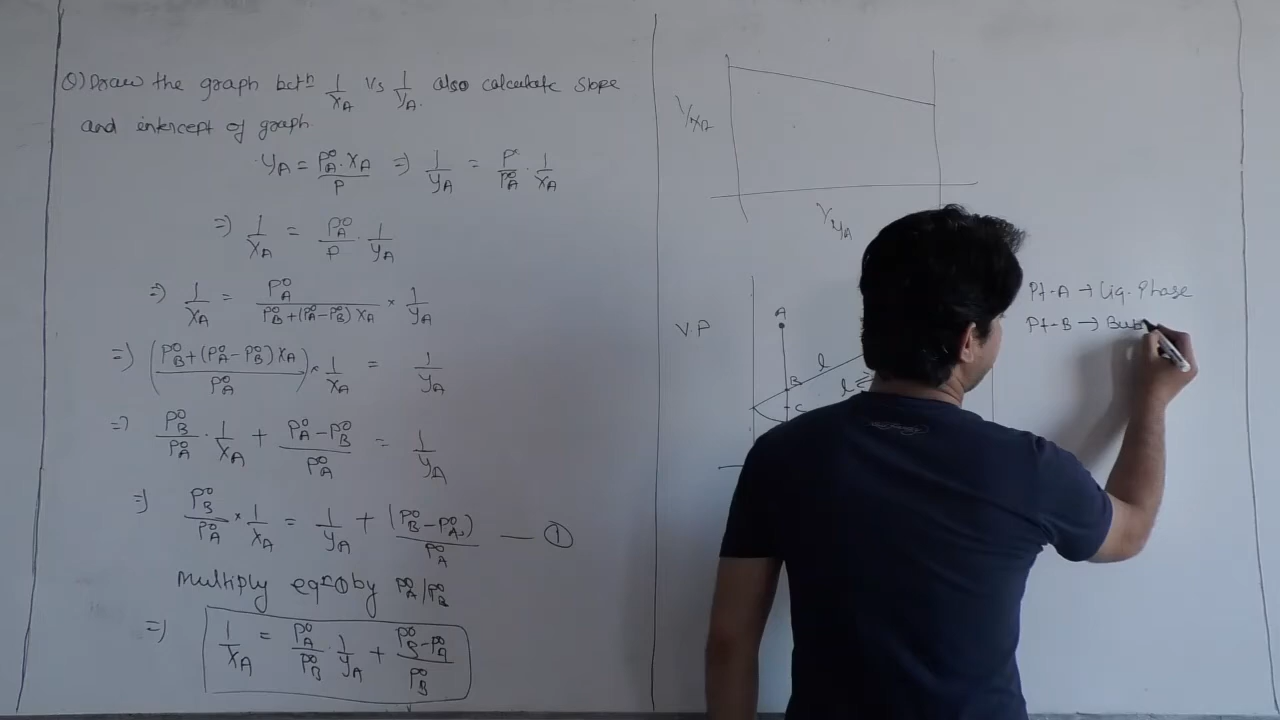 Q) Draw the graph betⁿ 1/xA Vs 1/yA. also calculate slope
and intercept of graph
yA = P°A . xA / P ⇒ 1/yA = P/P°A . 1/xA
⇒ 1/xA = P°A/P . 1/yA
⇒ 1/xA = P°A / P°B + (P°A - P°B) xA × 1/yA
⇒ (P°B + (P°A - P°B) xA / P°A) × 1/xA = 1/yA
⇒ P°B/P°A . 1/xA + P°A - P°B / P°A = 1/yA
⇒ P°B/P°A × 1/xA = 1/yA + (P°B - P°A) / P°A — ①
Multiply eqⁿ ① by P°A/P°B
⇒ 1/xA = P°A/P°B . 1/yA + P°B - P°A / P°B
1/xA
1/yA
V.P
A
B
C
l
Pt-A → Liq. Phase
Pt-B →